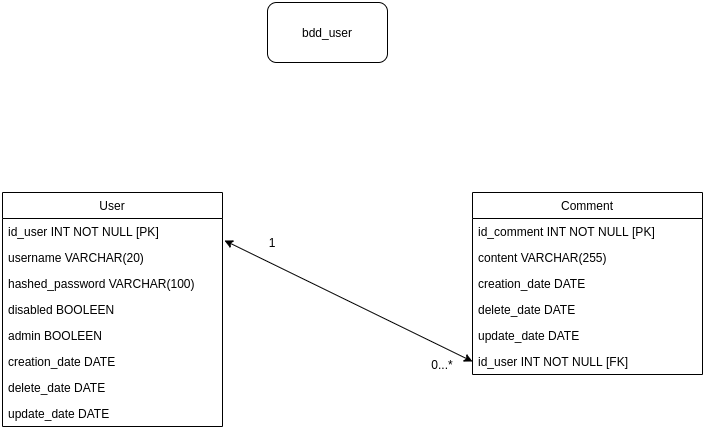 bdd_user
User
id_user INT NOT NULL [PK]
username VARCHAR(20)
hashed_password VARCHAR(100)
disabled BOOLEEN
admin BOOLEEN
creation_date DATE
delete_date DATE
update_date DATE
1
0...*
Comment
id_comment INT NOT NULL [PK]
content VARCHAR(255)
creation_date DATE
delete_date DATE
update_date DATE
id_user INT NOT NULL [FK]